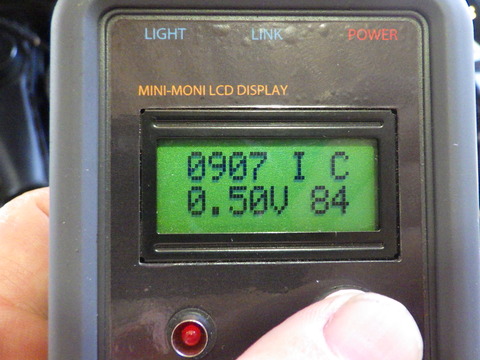 LIGHT LINK POWER
MINI-MONI LCD DISPLAY
0907 I C
0.50V 84